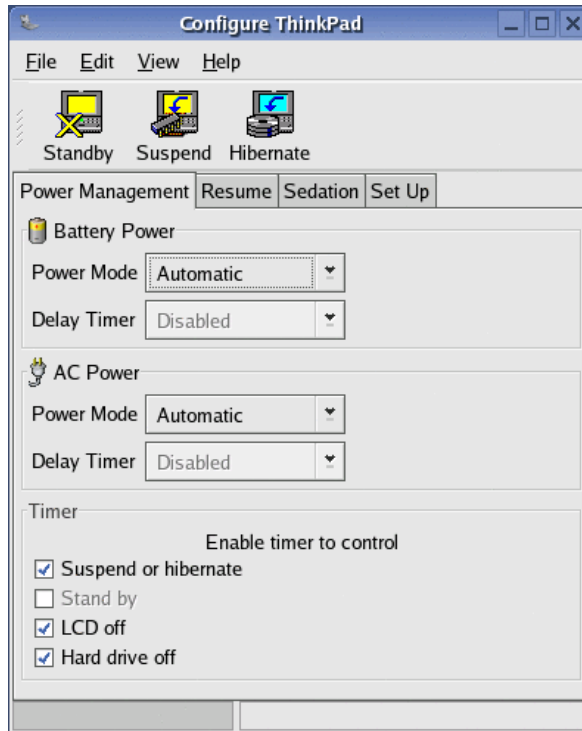 Configure ThinkPad
File Edit View Help
Standby Suspend Hibernate
Power Management Resume Sedation Set Up
Battery Power
Power Mode Automatic
Delay Timer Disabled
AC Power
Power Mode Automatic
Delay Timer Disabled
Timer
Enable timer to control
Suspend or hibernate
Stand by
LCD off
Hard drive off